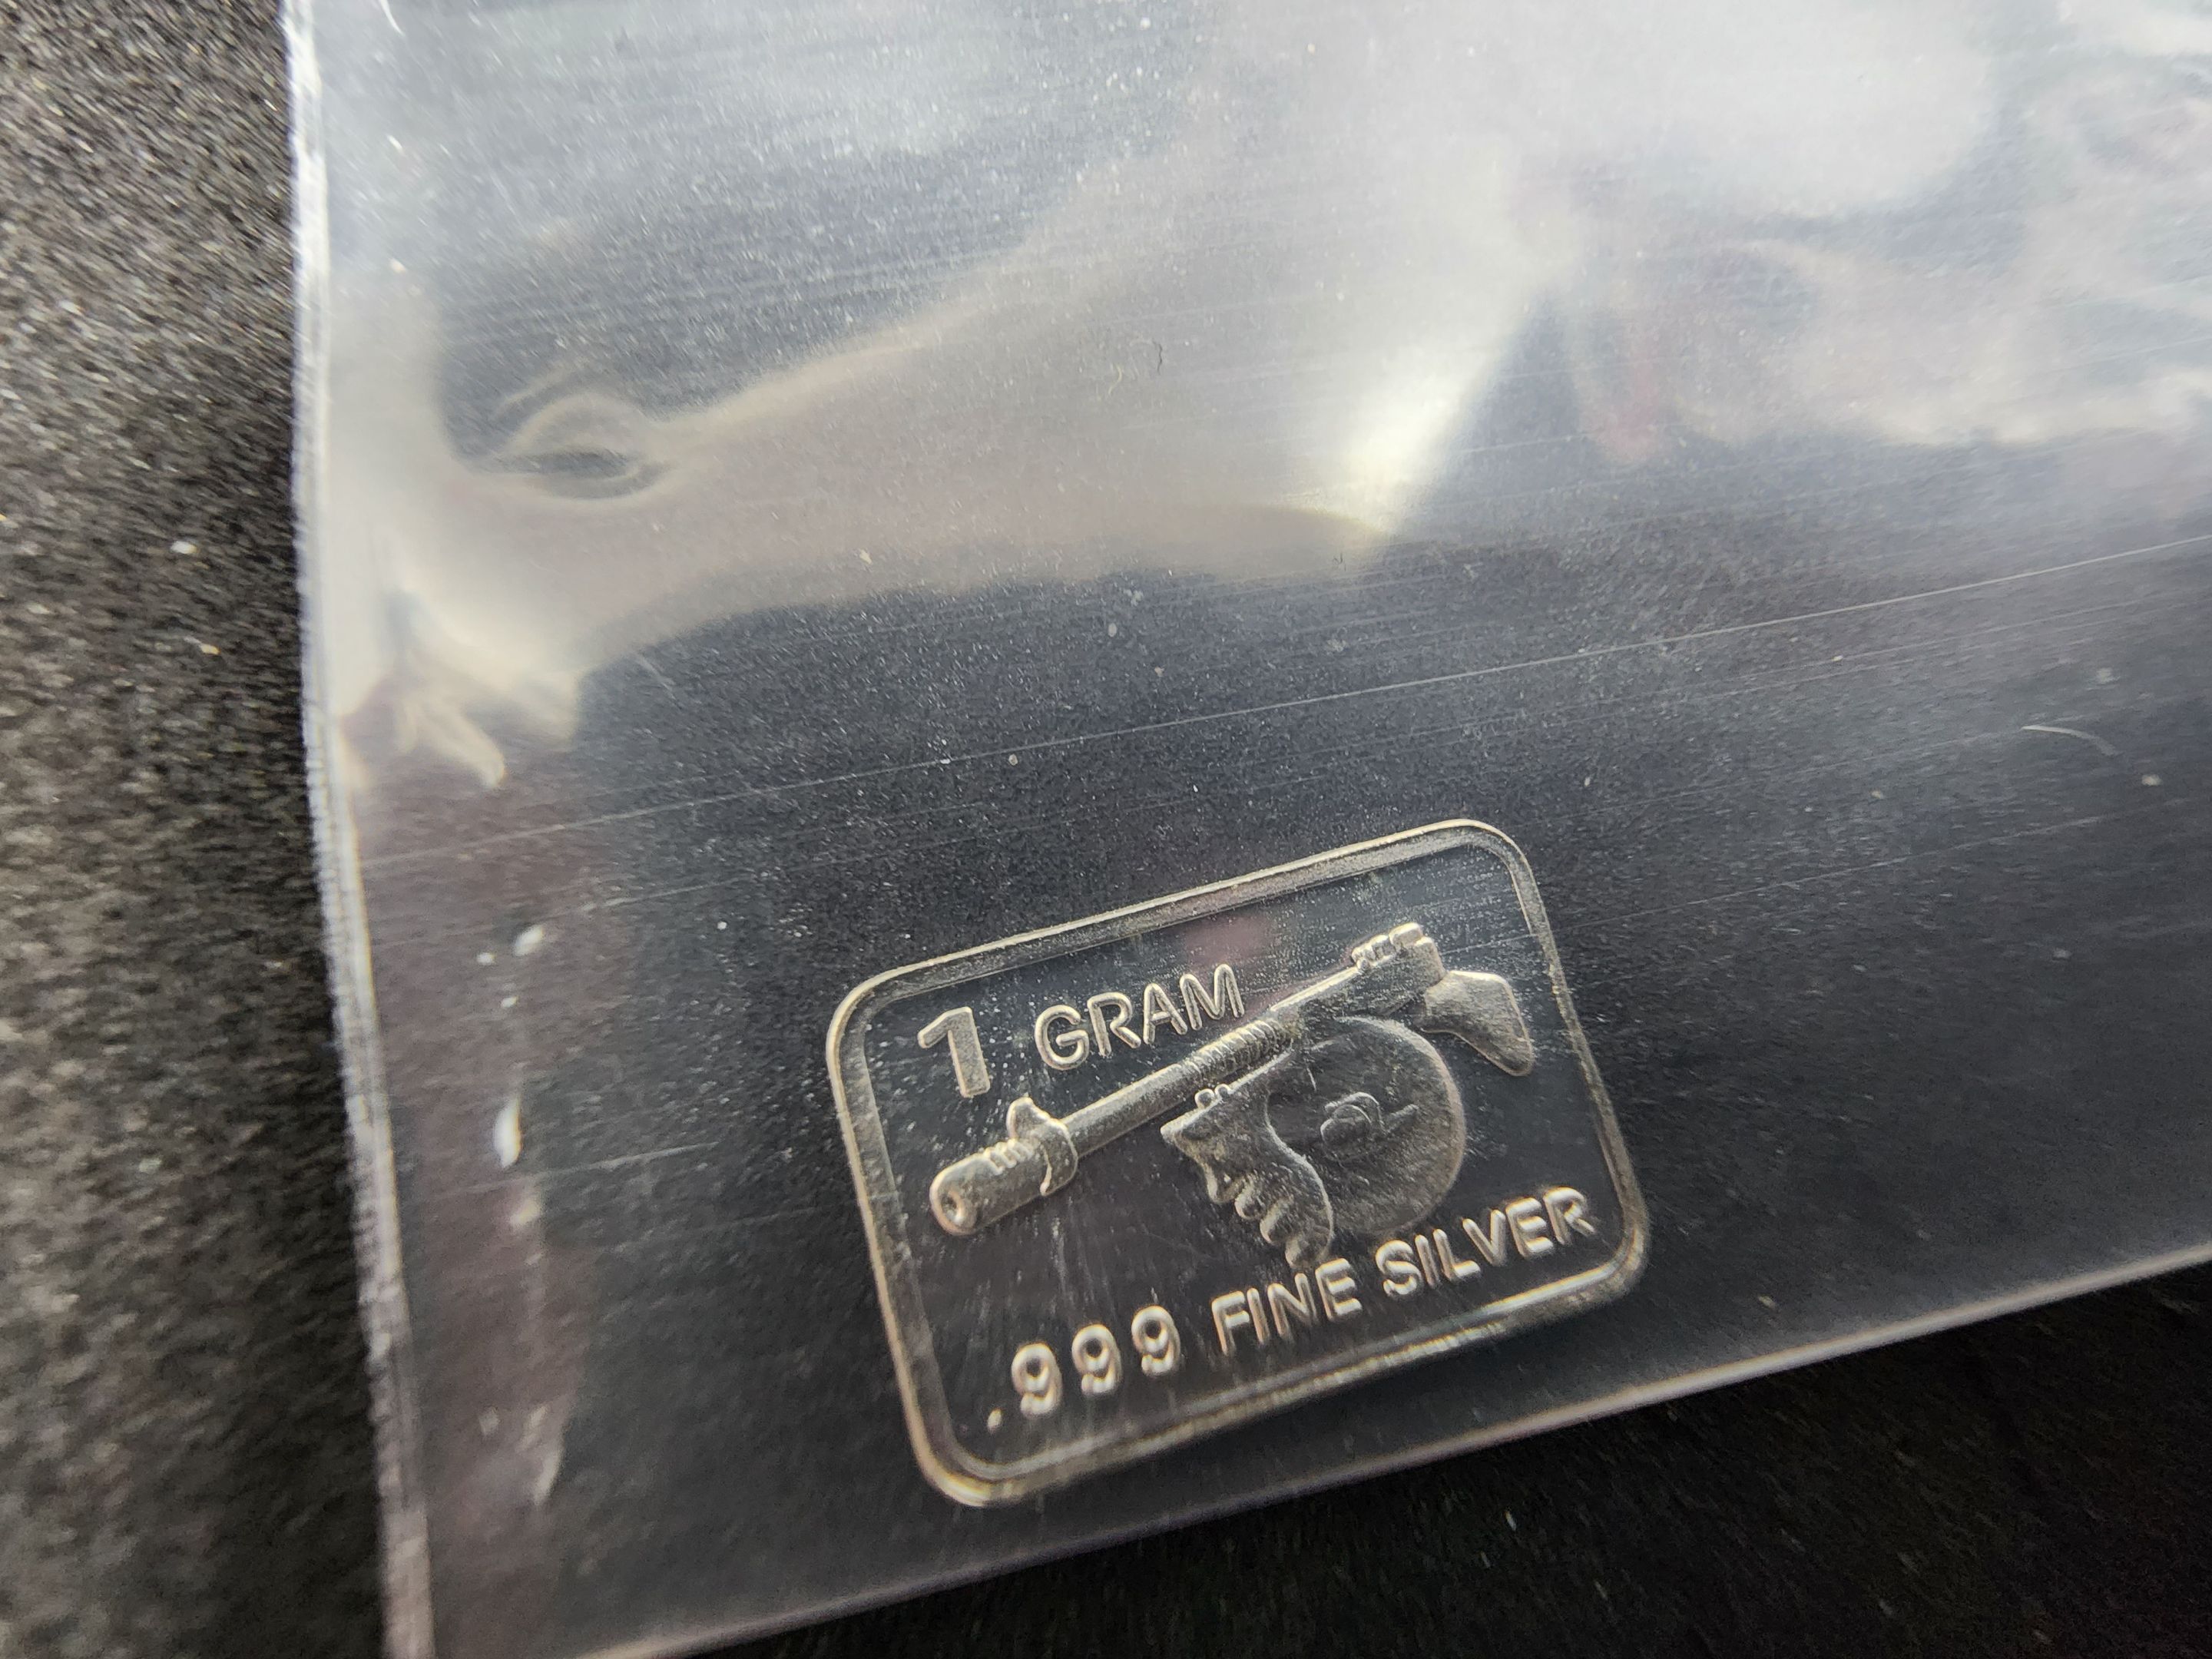 1 GRAM
.999 FINE SILVER